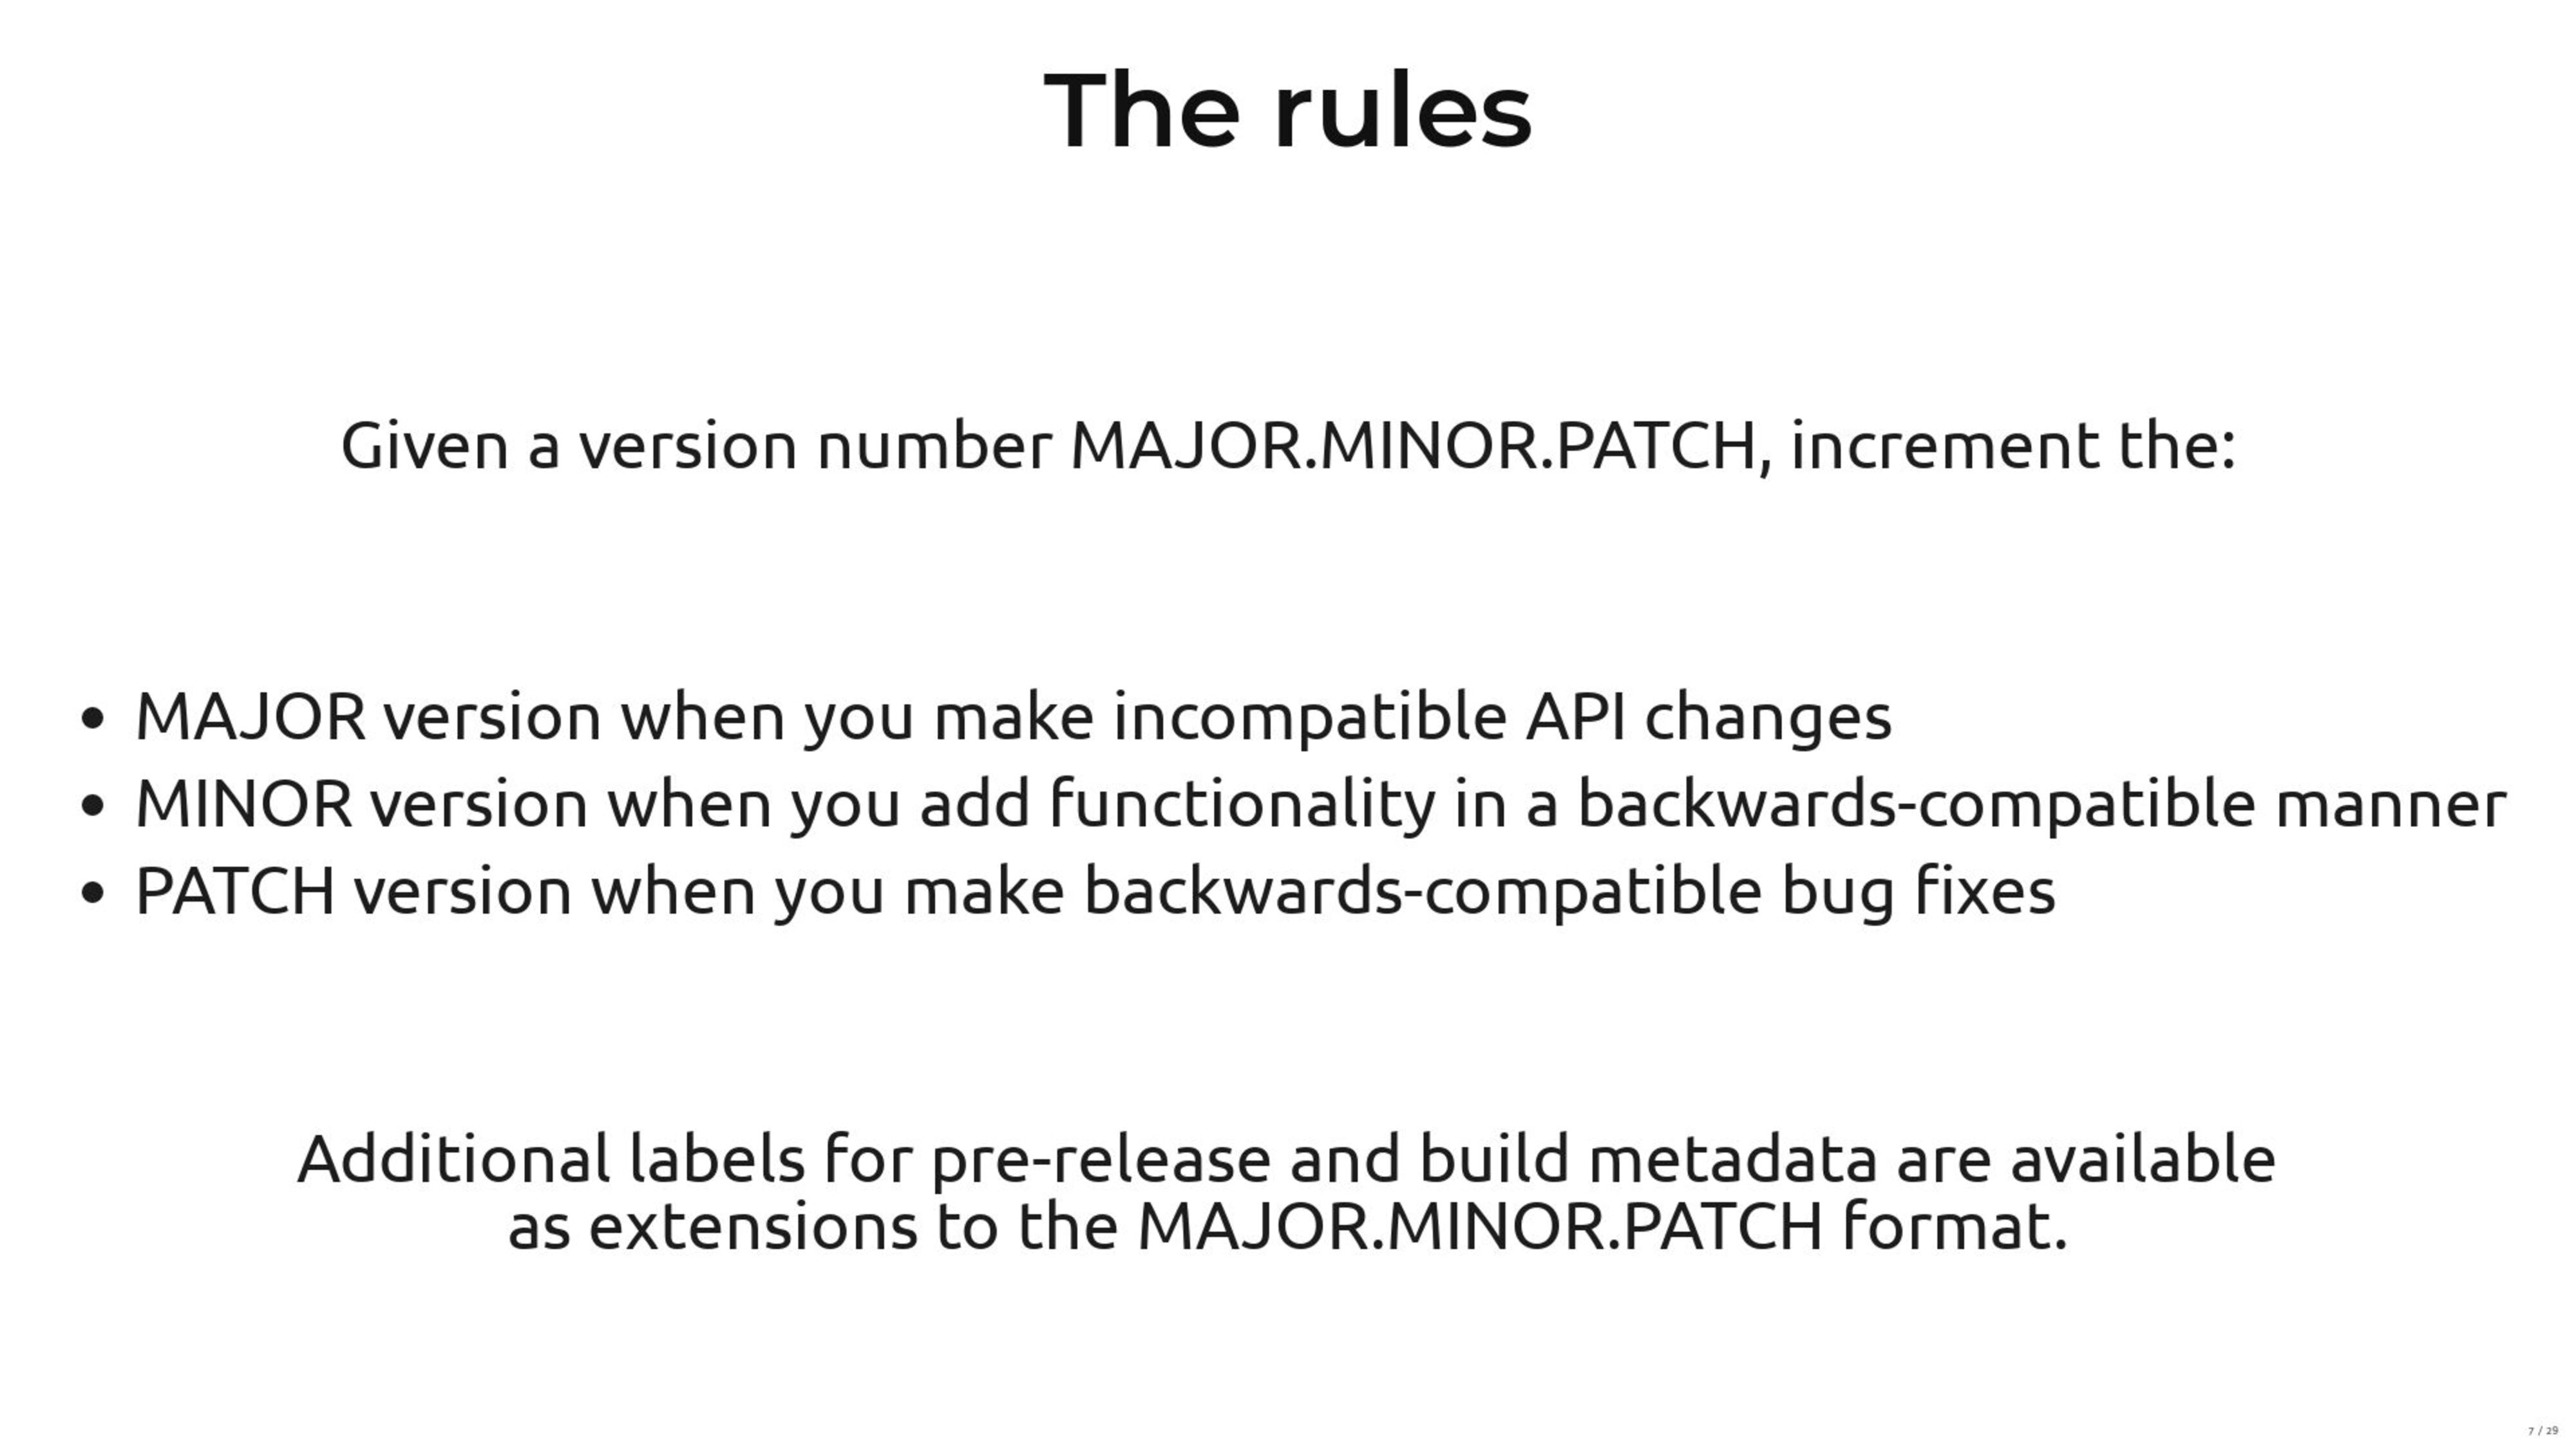 The rules
Given a version number MAJOR.MINOR.PATCH, increment the:
• MAJOR version when you make incompatible API changes
• MINOR version when you add functionality in a backwards-compatible manner
• PATCH version when you make backwards-compatible bug fixes
Additional labels for pre-release and build metadata are available
as extensions to the MAJOR.MINOR.PATCH format.
7 / 29